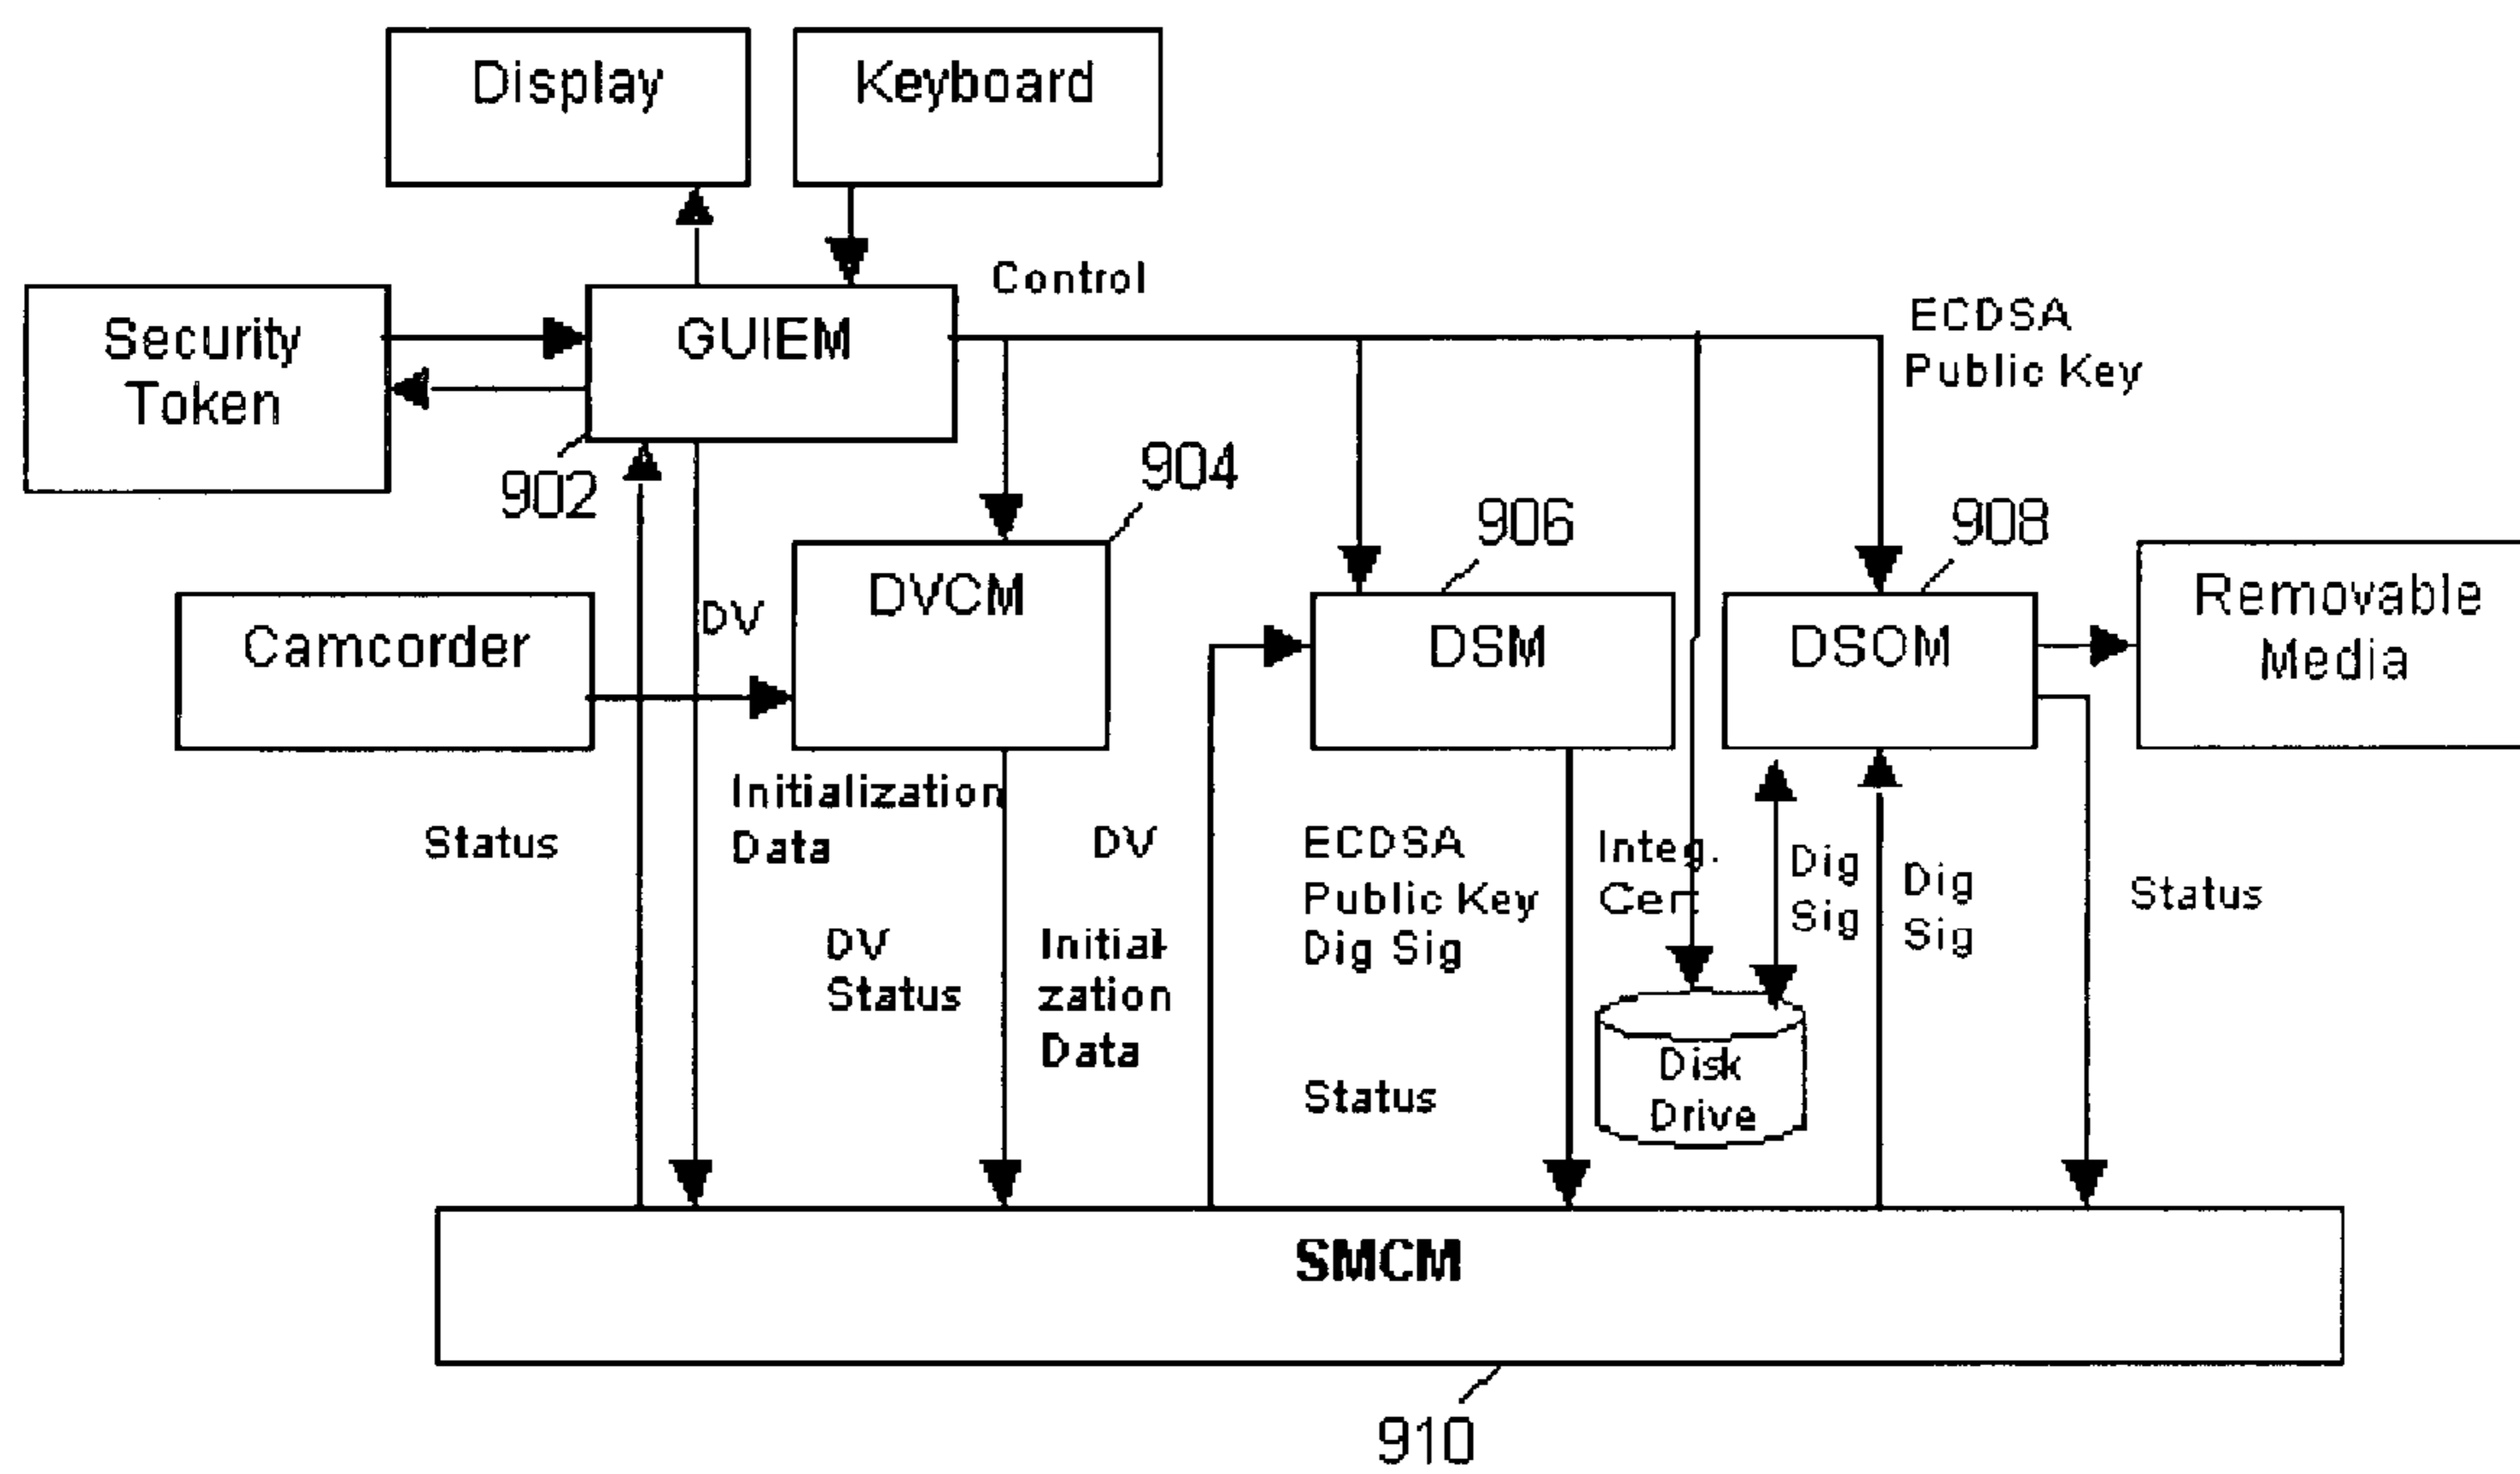 Display
Keyboard
Control
Security
Token
GUIEM
ECDSA
Public Key
902
904
906
908
Camcorder
DV
DVCM
DSM
DSOM
Removable
Media
Status
Initialization
Data
DV
Status
Initial-
zation
Data
DV
ECDSA
Public Key
Dig Sig
Status
Integ.
Cert
Dig
Sig
Dig
Sig
Status
Disk
Drive
SMCM
910